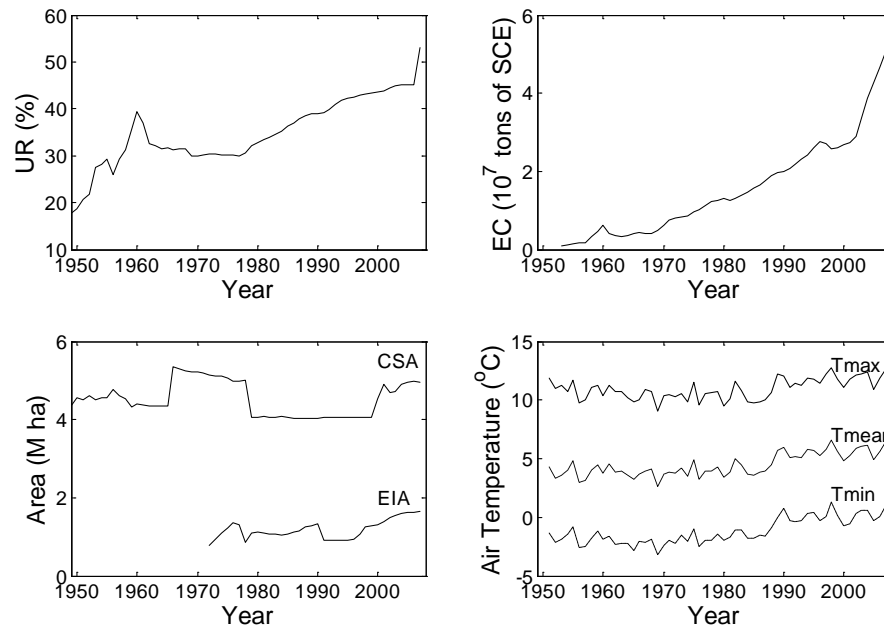 UR (%)
60
50
40
30
20
10
1950 1960 1970 1980 1990 2000
Year
EC (10⁷ tons of SCE)
6
4
2
0
1950 1960 1970 1980 1990 2000
Year
Area (M ha)
6
4
2
0
CSA
EIA
1950 1960 1970 1980 1990 2000
Year
Air Temperature (°C)
15
10
5
0
-5
Tmax
Tmean
Tmin
1950 1960 1970 1980 1990 2000
Year